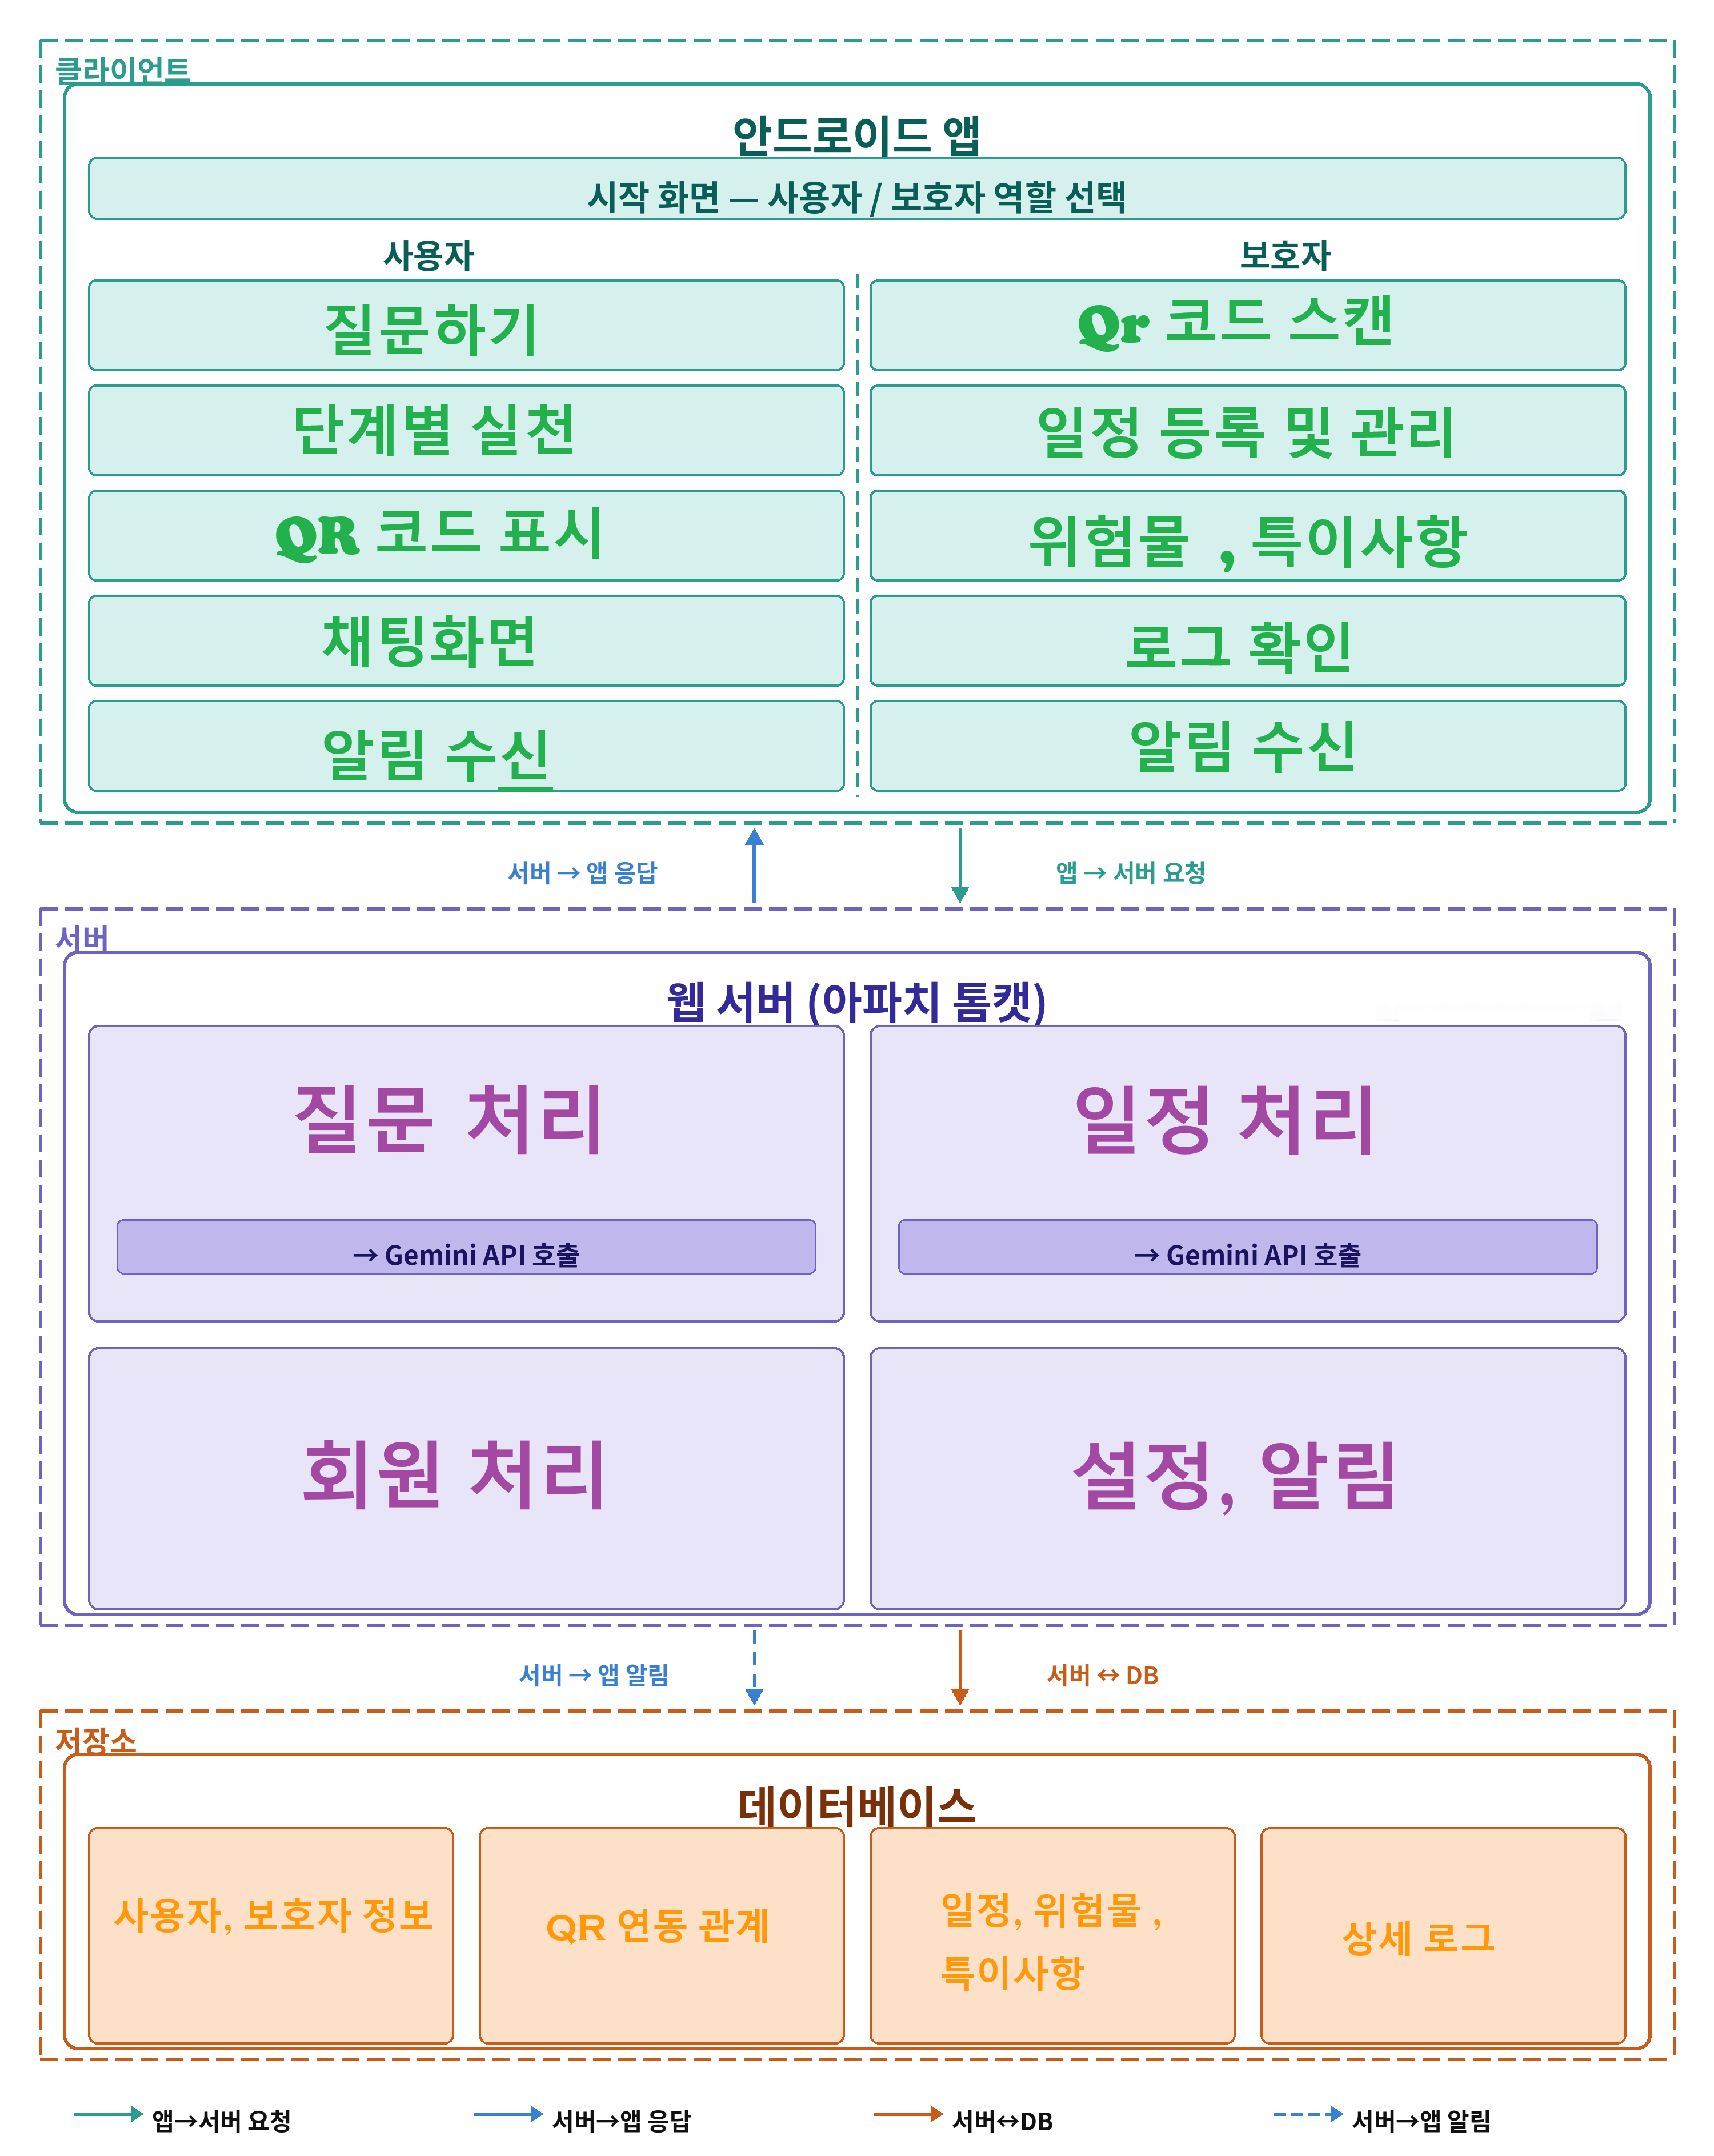 클라이언트
안드로이드 앱
시작 화면 — 사용자 / 보호자 역할 선택
사용자
보호자
질문하기
Qr 코드 스캔
단계별 실천
일정 등록 및 관리
QR 코드 표시
위험물 , 특이사항
채팅화면
로그 확인
알림 수신
알림 수신
서버 → 앱 응답
앱 → 서버 요청
서버
웹 서버 (아파치 톰캣)
질문 처리
일정 처리
→ Gemini API 호출
→ Gemini API 호출
회원 처리
설정, 알림
서버 → 앱 알림
서버 ↔ DB
저장소
데이터베이스
사용자, 보호자 정보
QR 연동 관계
일정, 위험물 ,
특이사항
상세 로그
앱→서버 요청
서버→앱 응답
서버↔DB
서버→앱 알림